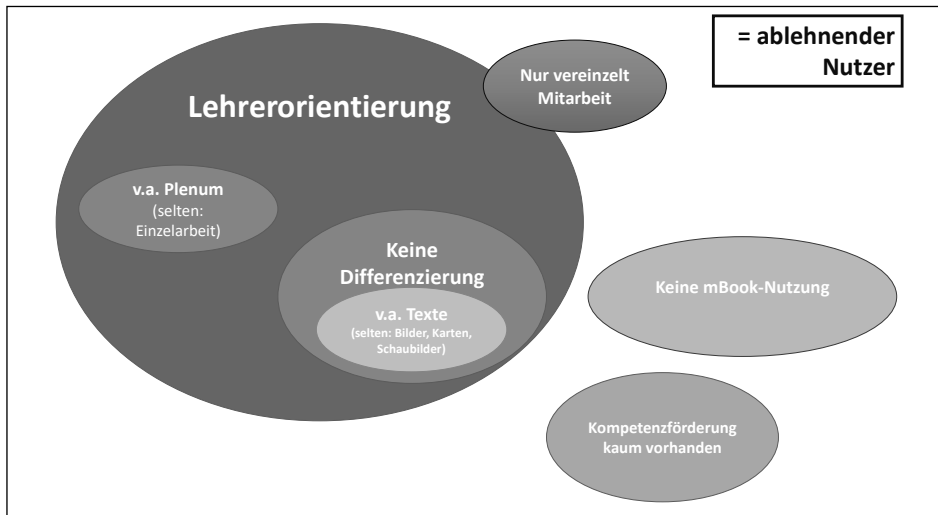 = ablehnender
Nutzer
Nur vereinzelt
Mitarbeit
Lehrerorientierung
v.a. Plenum
(selten:
Einzelarbeit)
Keine
Differenzierung
v.a. Texte
(selten: Bilder, Karten,
Schaubilder)
Keine mBook-Nutzung
Kompetenzförderung
kaum vorhanden